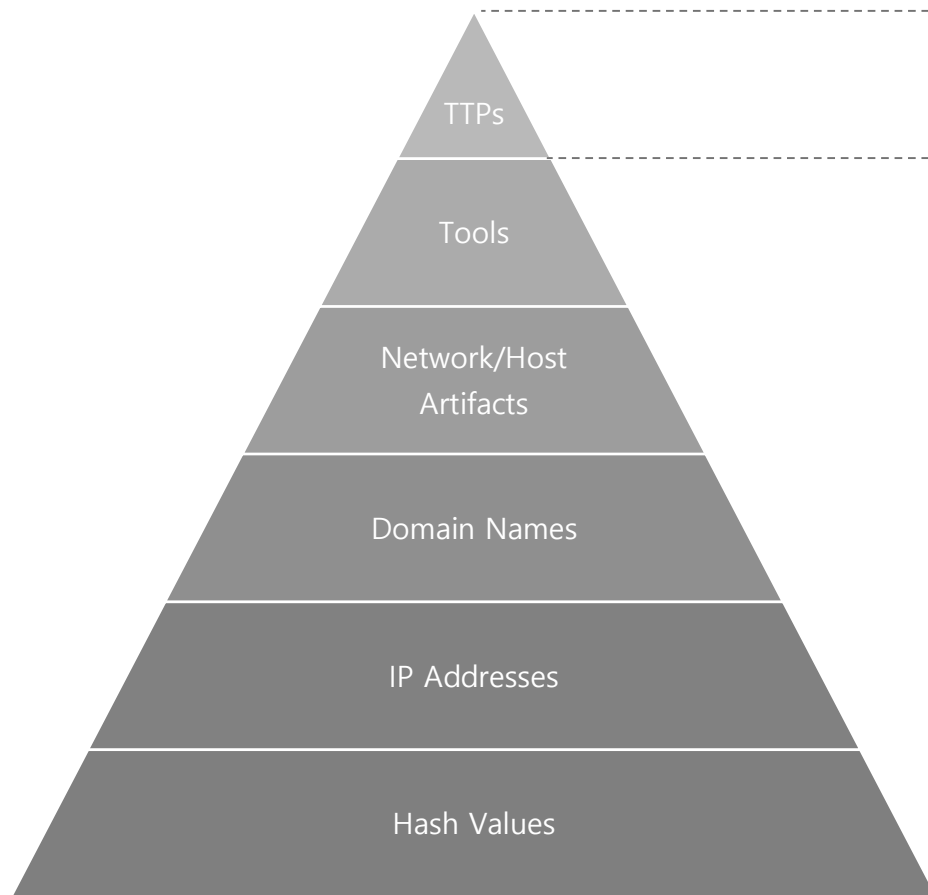 TTPs
Tools
Network/Host
Artifacts
Domain Names
IP Addresses
Hash Values